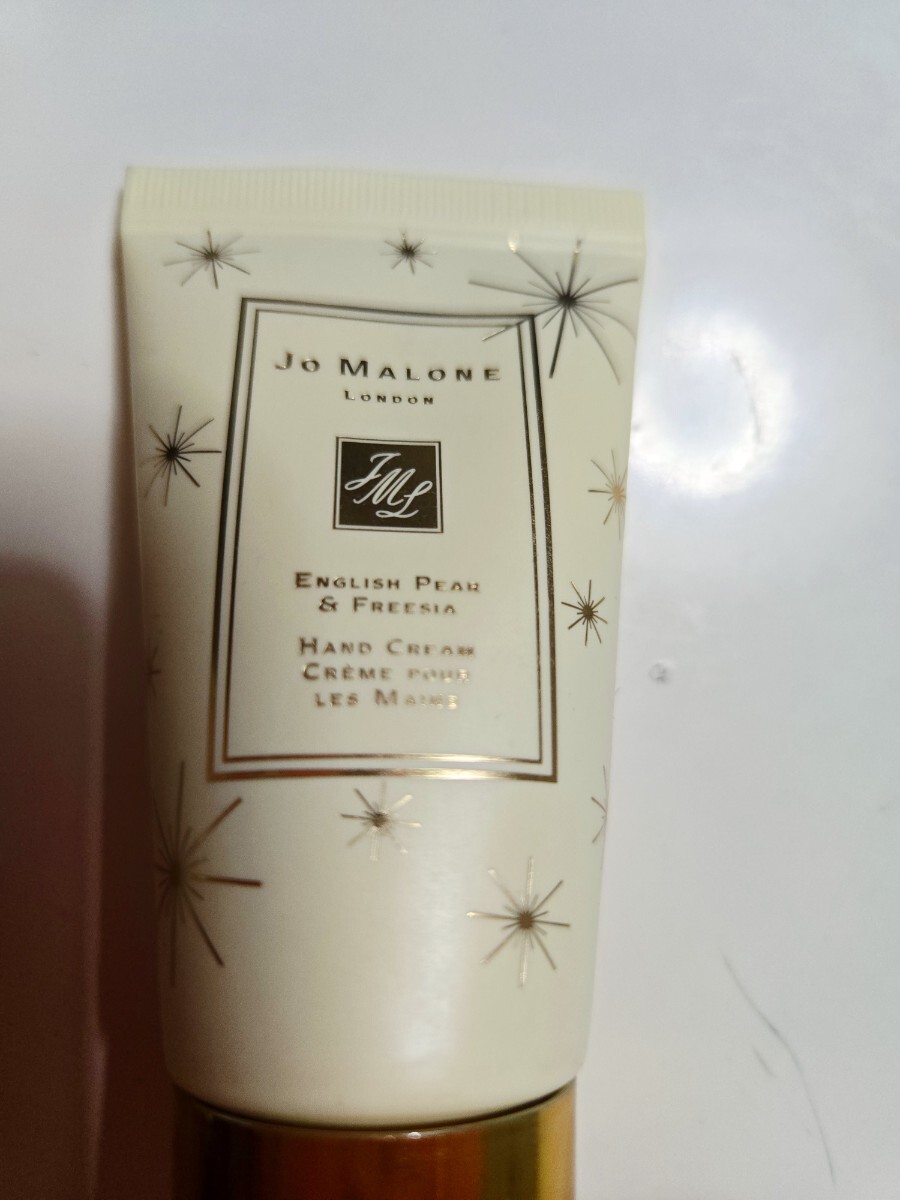 Jo Malone
London
JML
English Pear
& Freesia
Hand Cream
Crème pour
les Mains